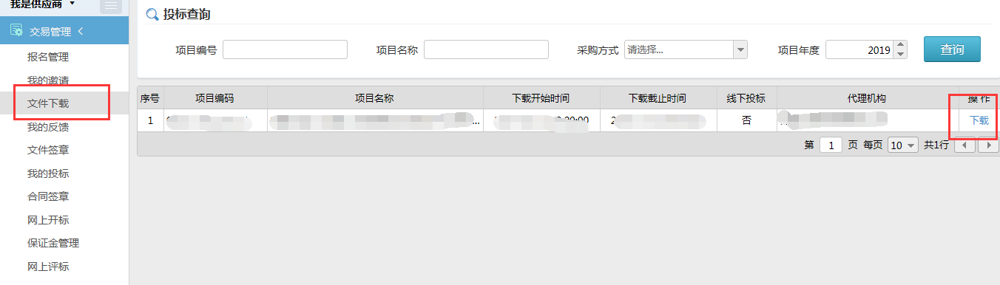 我是供应商
交易管理
报名管理
我的邀请
文件下载
我的反馈
文件签章
我的投标
合同签章
网上开标
保证金管理
网上评标
投标查询
项目编号 项目名称 采购方式 请选择... 项目年度 2019 查询
序号 项目编码 项目名称 下载开始时间 下载截止时间 线下投标 代理机构 操 作
1 ... 00:00 2 否 下载
第 1 页 每页 10 共1行